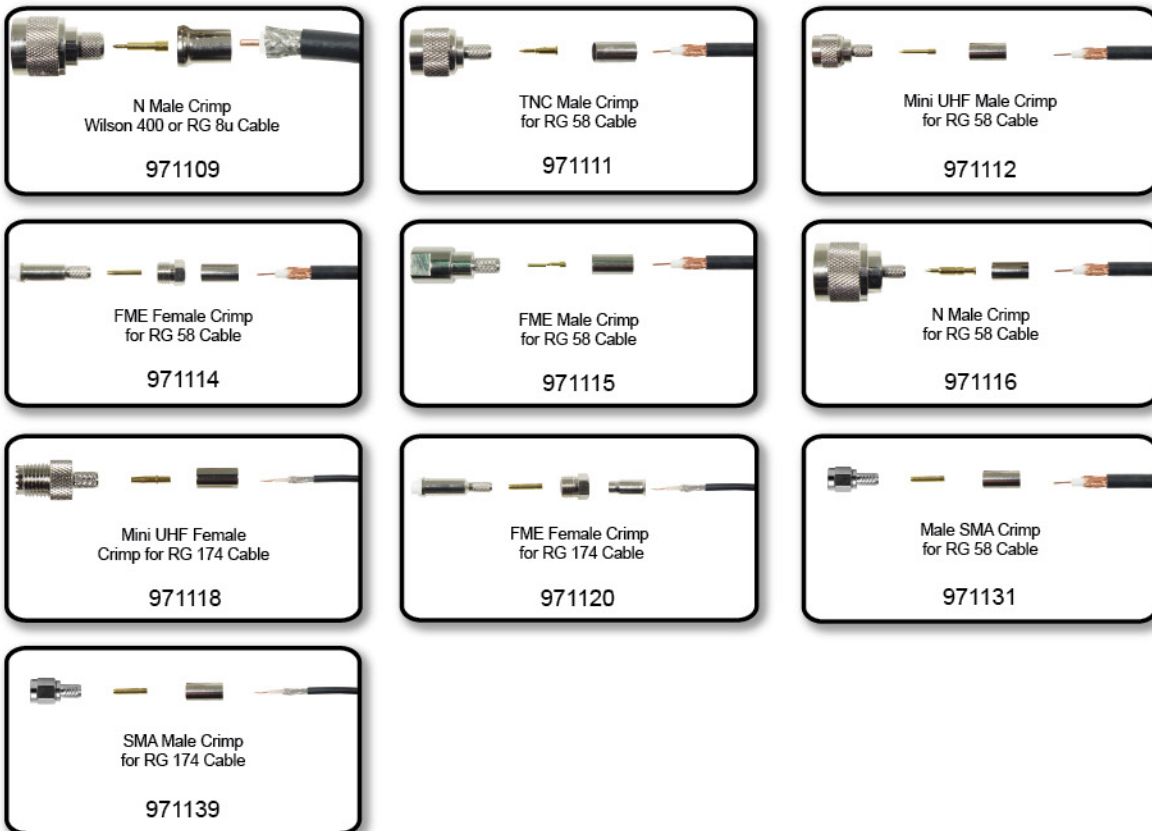 N Male Crimp
Wilson 400 or RG 8u Cable
971109
TNC Male Crimp
for RG 58 Cable
971111
Mini UHF Male Crimp
for RG 58 Cable
971112
FME Female Crimp
for RG 58 Cable
971114
FME Male Crimp
for RG 58 Cable
971115
N Male Crimp
for RG 58 Cable
971116
Mini UHF Female
Crimp for RG 174 Cable
971118
FME Female Crimp
for RG 174 Cable
971120
Male SMA Crimp
for RG 58 Cable
971131
SMA Male Crimp
for RG 174 Cable
971139